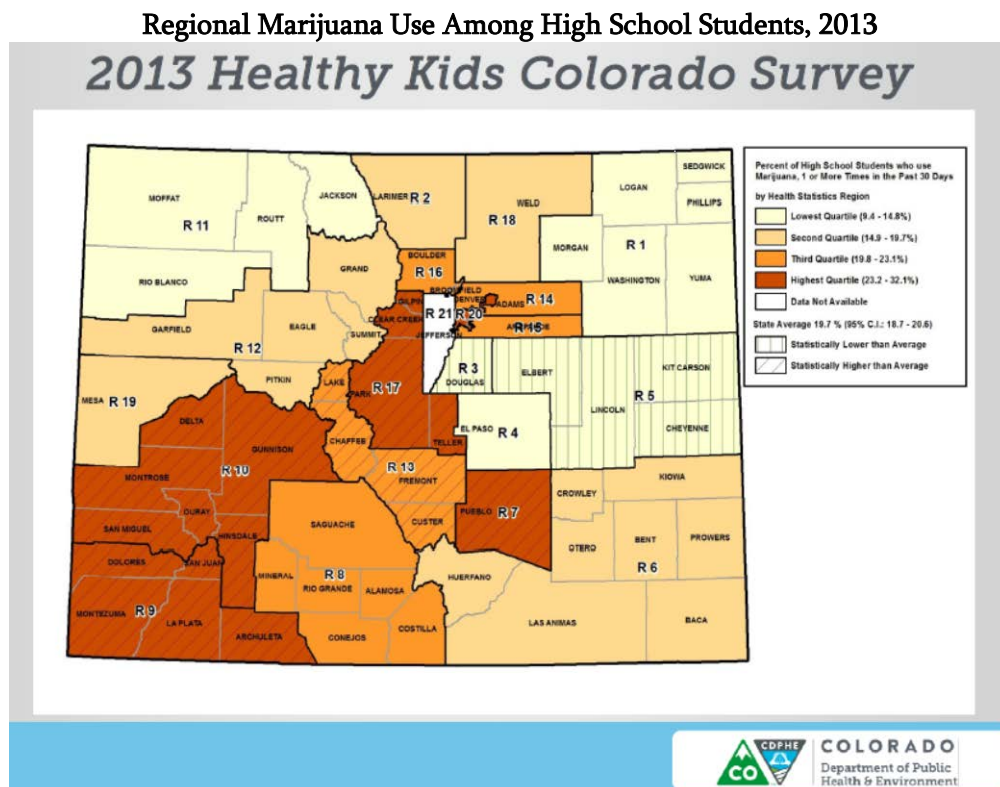 Regional Marijuana Use Among High School Students, 2013
2013 Healthy Kids Colorado Survey
Percent of High School Students who use
Marijuana, 1 or More Times in the Past 30 Days
by Health Statistics Region
Lowest Quartile (9.4 - 14.8%)
Second Quartile (14.9 - 19.7%)
Third Quartile (19.8 - 23.1%)
Highest Quartile (23.2 - 32.1%)
Data Not Available
State Average 19.7 % (95% C.I.: 18.7 - 20.6)
Statistically Lower than Average
Statistically Higher than Average
SEDGWICK
LOGAN
PHILLIPS
MOFFAT
JACKSON
LARIMER R 2
WELD
R 18
R 11
ROUTT
MORGAN
R 1
WASHINGTON
YUMA
RIO BLANCO
GRAND
BOULDER
R 16
BROOMFIELD
GILPIN
DENVER
ADAMS R 14
R 21
R 20
CLEAR CREEK
JEFFERSON
R 15
GARFIELD
EAGLE
SUMMIT
R 12
PITKIN
LAKE
PARK R 17
R 3
DOUGLAS
ELBERT
KIT CARSON
R 5
LINCOLN
CHEYENNE
MESA R 19
DELTA
GUNNISON
CHAFFEE
TELLER
EL PASO R 4
R 10
MONTROSE
R 13
FREMONT
KIOWA
CROWLEY
OURAY
SAN MIGUEL
HINSDALE
SAGUACHE
CUSTER
PUEBLO R 7
OTERO
BENT
PROWERS
R 6
DOLORES
SAN JUAN
MINERAL
R 8
RIO GRANDE
ALAMOSA
HUERFANO
MONTEZUMA R 9
LA PLATA
ARCHULETA
CONEJOS
COSTILLA
LAS ANIMAS
BACA
CO
CDPHE
COLORADO
Department of Public
Health & Environment